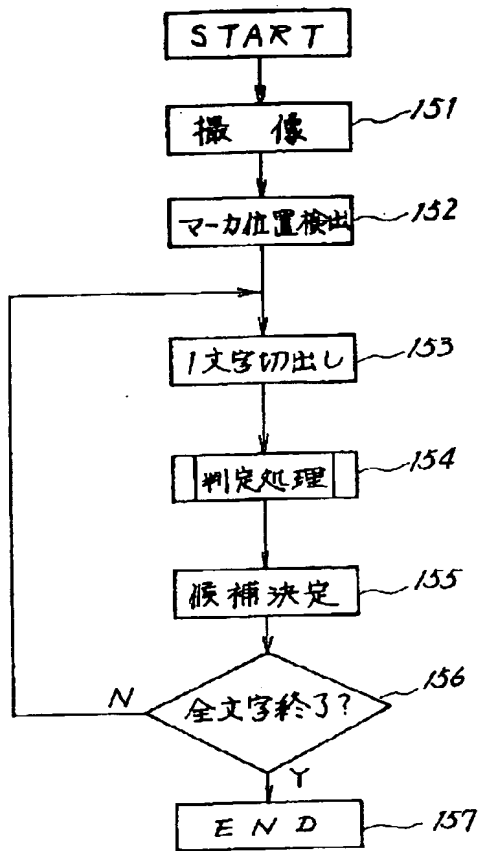 START
撮像
151
マーカ位置検出
152
1文字切出し
153
判定処理
154
候補決定
155
全文字終了?
156
N
Y
END
157